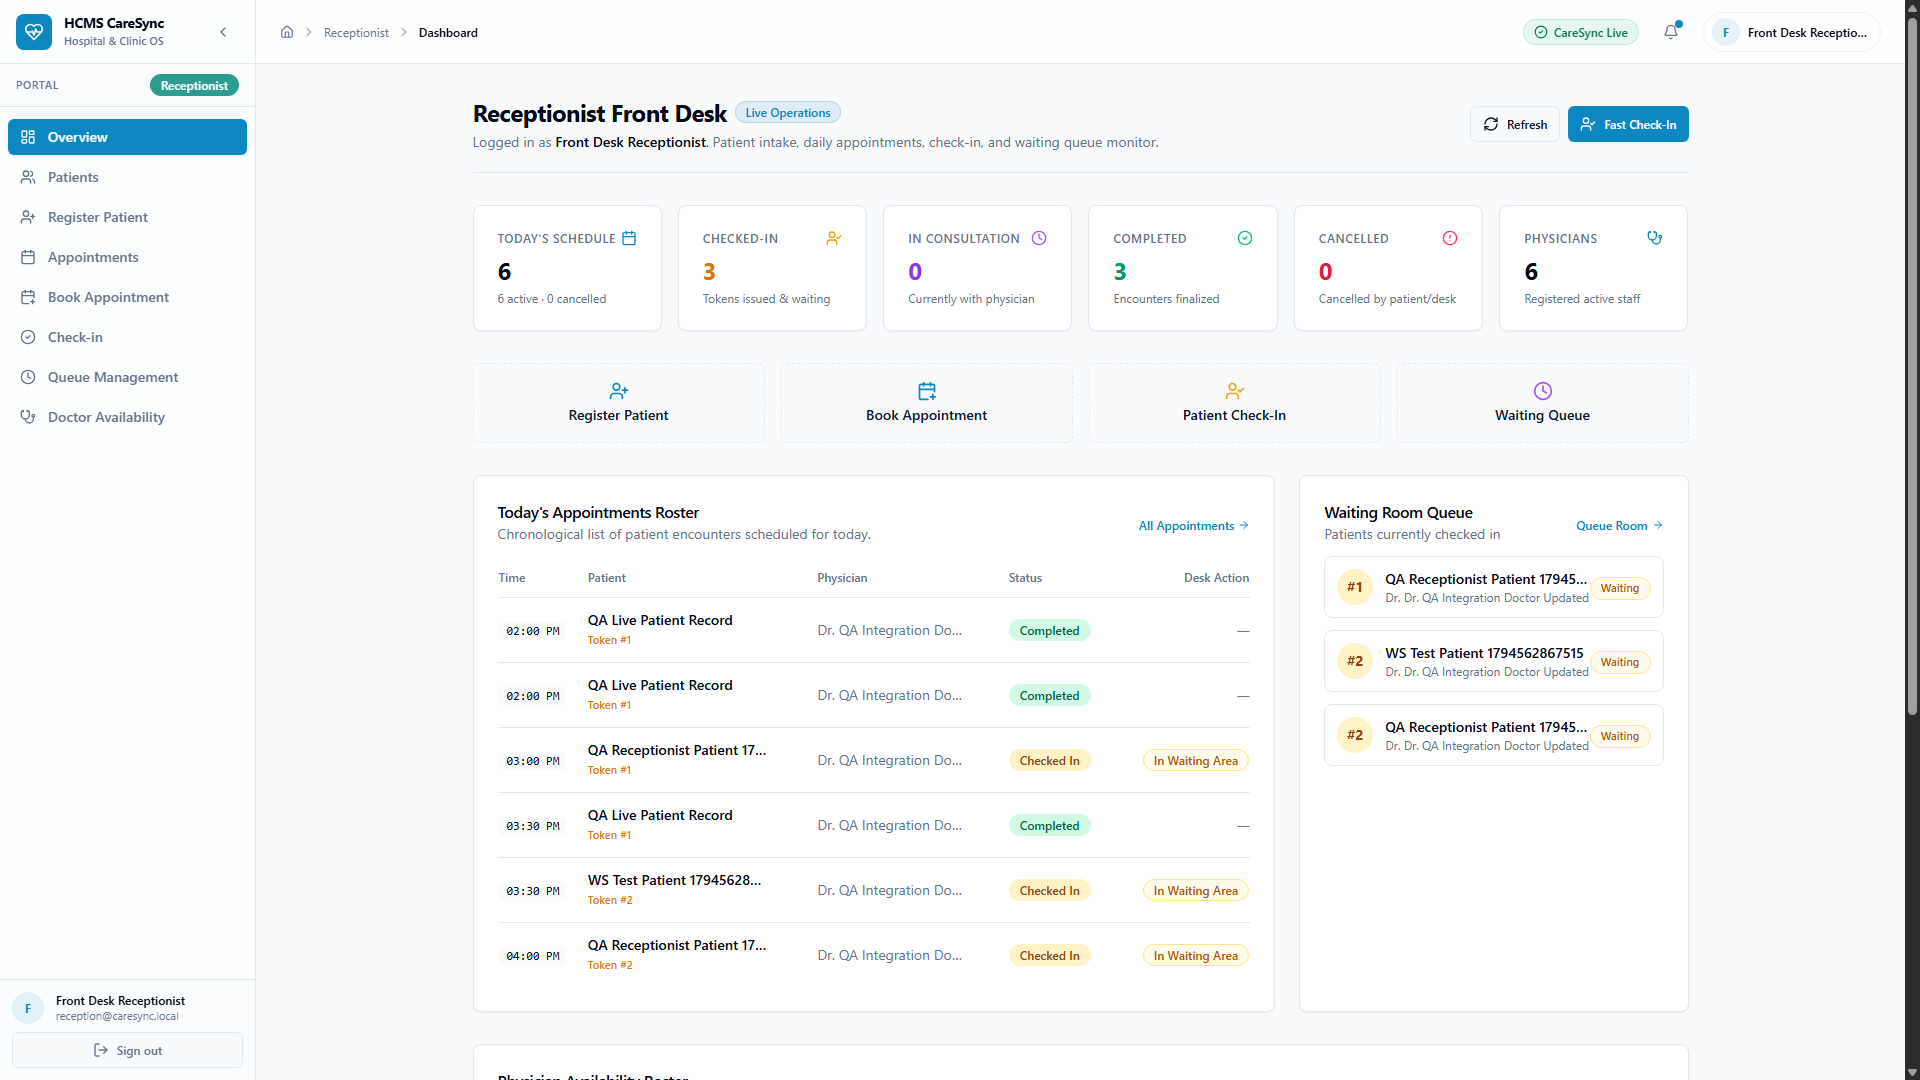 HCMS CareSync
Hospital & Clinic OS
PORTAL
Receptionist
Overview
Patients
Register Patient
Appointments
Book Appointment
Check-in
Queue Management
Doctor Availability
F
Front Desk Receptionist
reception@caresync.local
Sign out
Receptionist
Dashboard
CareSync Live
F
Front Desk Receptio...
Receptionist Front Desk
Live Operations
Logged in as Front Desk Receptionist. Patient intake, daily appointments, check-in, and waiting queue monitor.
Refresh
Fast Check-In
TODAY'S SCHEDULE
6
6 active · 0 cancelled
CHECKED-IN
3
Tokens issued & waiting
IN CONSULTATION
0
Currently with physician
COMPLETED
3
Encounters finalized
CANCELLED
0
Cancelled by patient/desk
PHYSICIANS
6
Registered active staff
Register Patient
Book Appointment
Patient Check-In
Waiting Queue
Today's Appointments Roster
Chronological list of patient encounters scheduled for today.
All Appointments →
Time Patient Physician Status Desk Action
02:00 PM QA Live Patient Record Dr. QA Integration Do... Completed —
Token #1
02:00 PM QA Live Patient Record Dr. QA Integration Do... Completed —
Token #1
03:00 PM QA Receptionist Patient 17... Dr. QA Integration Do... Checked In In Waiting Area
Token #1
03:30 PM QA Live Patient Record Dr. QA Integration Do... Completed —
Token #1
03:30 PM WS Test Patient 17945628... Dr. QA Integration Do... Checked In In Waiting Area
Token #2
04:00 PM QA Receptionist Patient 17... Dr. QA Integration Do... Checked In In Waiting Area
Token #2
Waiting Room Queue
Patients currently checked in
Queue Room →
#1 QA Receptionist Patient 17945... Waiting
Dr. Dr. QA Integration Doctor Updated
#2 WS Test Patient 1794562867515 Waiting
Dr. Dr. QA Integration Doctor Updated
#2 QA Receptionist Patient 17945... Waiting
Dr. Dr. QA Integration Doctor Updated
Physician Availability Roster